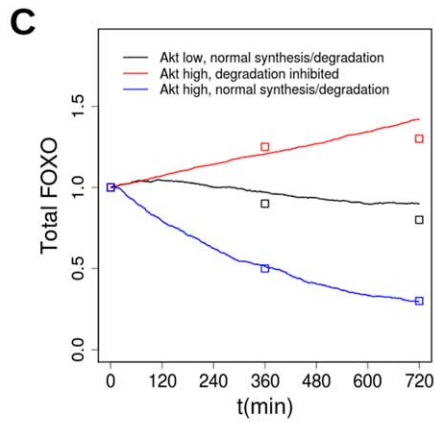 C
Akt low, normal synthesis/degradation
Akt high, degradation inhibited
Akt high, normal synthesis/degradation
Total FOXO
1.5
1.0
0.5
0.0
0 120 240 360 480 600 720
t(min)